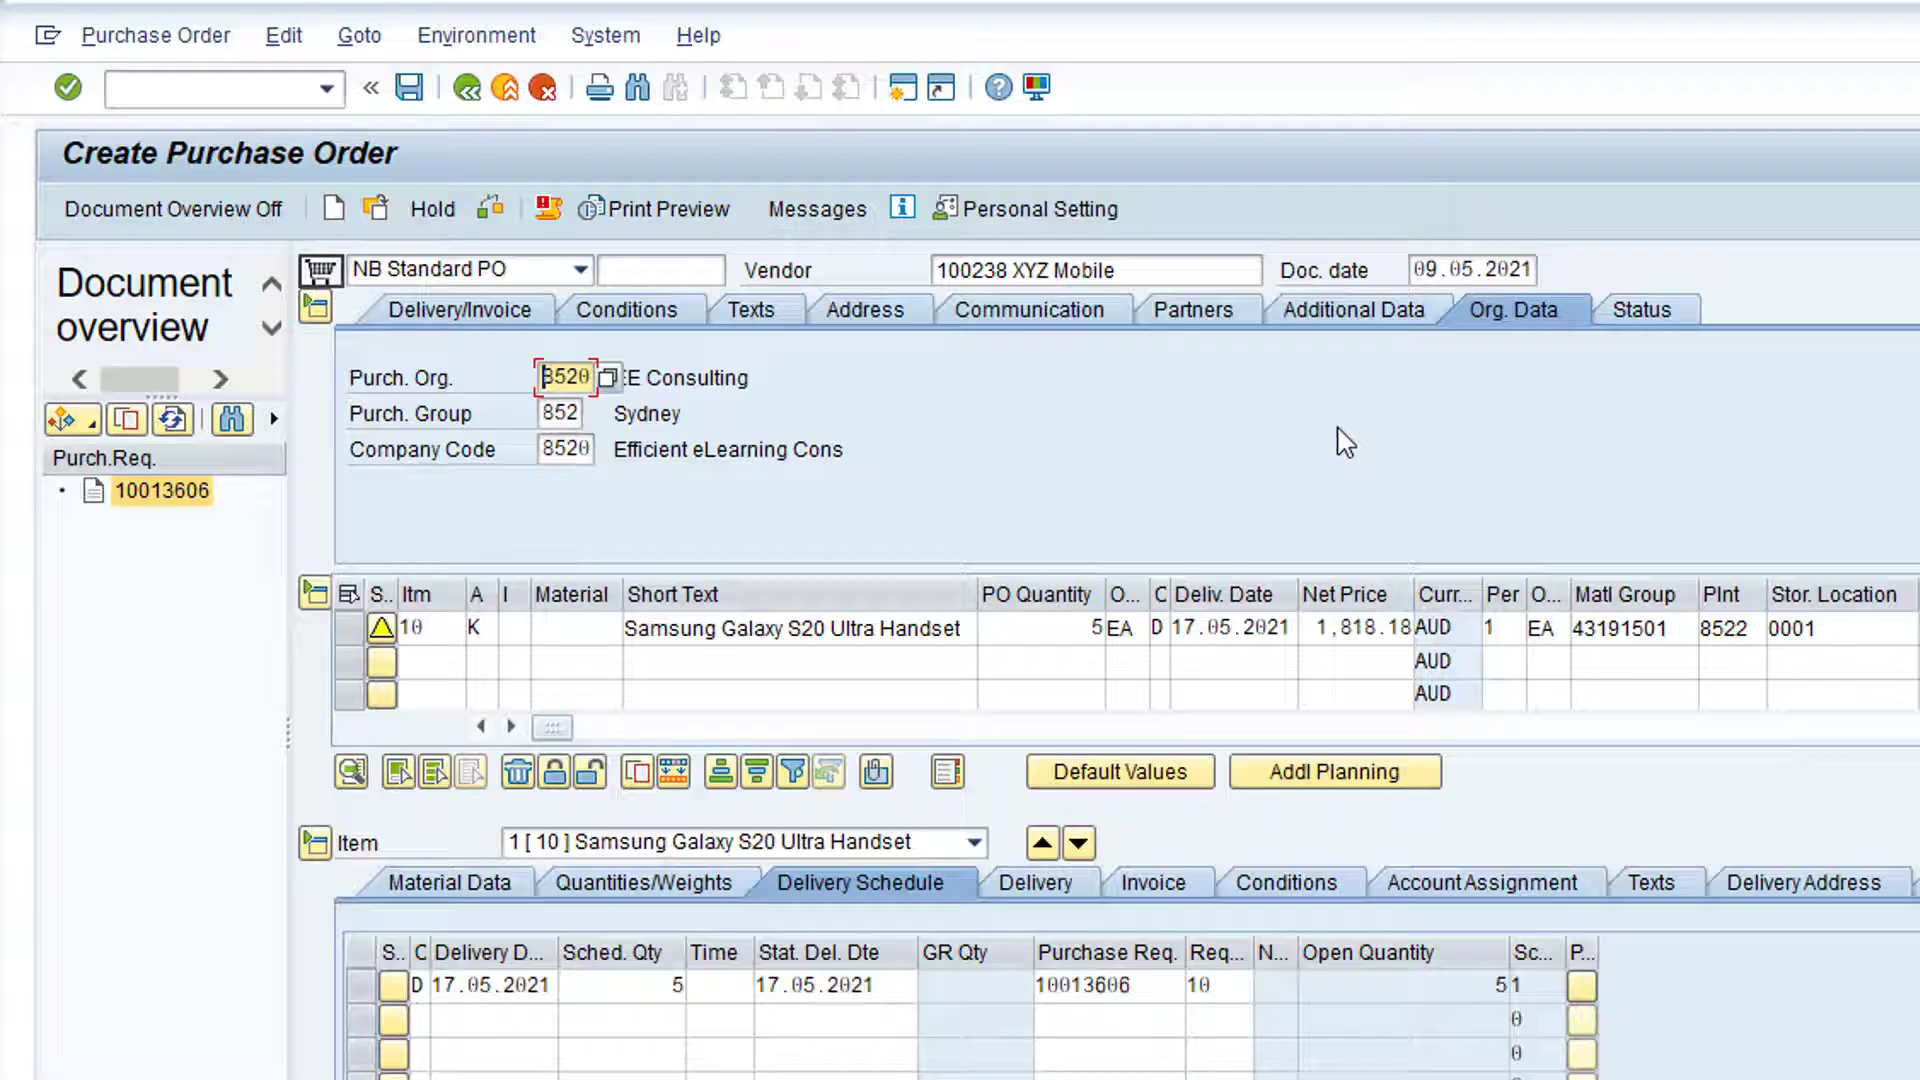 Purchase Order Edit Goto Environment System Help
Create Purchase Order
Document Overview Off Hold Print Preview Messages Personal Setting
Document overview
NB Standard PO Vendor 100238 XYZ Mobile Doc. date 09.05.2021
Delivery/Invoice Conditions Texts Address Communication Partners Additional Data Org. Data Status
Purch. Org. 8520 E Consulting
Purch. Group 852 Sydney
Company Code 8520 Efficient eLearning Cons
Purch.Req.
10013606
S.. Itm A I Material Short Text PO Quantity O... C Deliv. Date Net Price Curr... Per O... Matl Group Plnt Stor. Location
10 K Samsung Galaxy S20 Ultra Handset 5 EA D 17.05.2021 1,818.18 AUD 1 EA 43191501 8522 0001
AUD
AUD
Default Values Addl Planning
Item 1 [ 10 ] Samsung Galaxy S20 Ultra Handset
Material Data Quantities/Weights Delivery Schedule Delivery Invoice Conditions Account Assignment Texts Delivery Address
S.. C Delivery D... Sched. Qty Time Stat. Del. Dte GR Qty Purchase Req. Req... N... Open Quantity Sc... P...
D 17.05.2021 5 17.05.2021 10013606 10 5 1
0
0